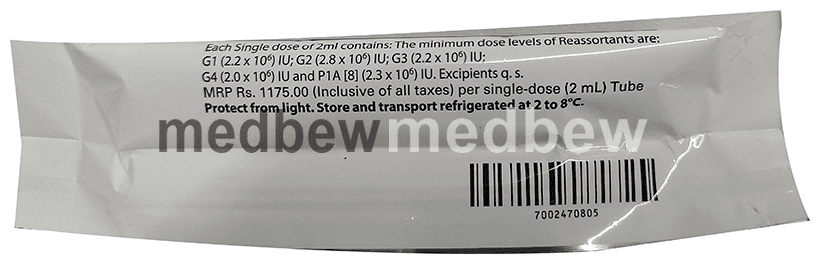 Each Single dose of 2ml contains: The minimum dose levels of Reassortants are:
G1 (2.2 x 10⁶) IU; G2 (2.8 x 10⁶) IU; G3 (2.2 x 10⁶) IU:
G4 (2.0 x 10⁶) IU and P1A [8] (2.3 x 10⁶) IU. Excipients q. s.
MRP Rs. 1175.00 (Inclusive of all taxes) per single-dose (2 mL) Tube
Protect from light. Store and transport refrigerated at 2 to 8°C.
medbewmedbew
7002470805